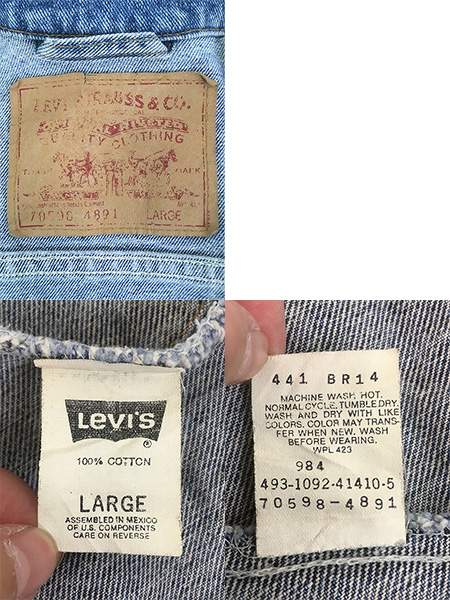 LEVI STRAUSS & CO.
QUALITY CLOTHING
TRADE MARK
70598 4891 LARGE
Levi's
®
100% COTTON
LARGE
ASSEMBLED IN MEXICO
OF U.S. COMPONENTS
CARE ON REVERSE
441 BR14
MACHINE WASH HOT.
NORMAL CYCLE. TUMBLE DRY.
WASH AND DRY WITH LIKE
COLORS. COLOR MAY TRANS-
FER WHEN NEW. WASH
BEFORE WEARING.
WPL 423
984
493-1092-41410-5
70598-4891